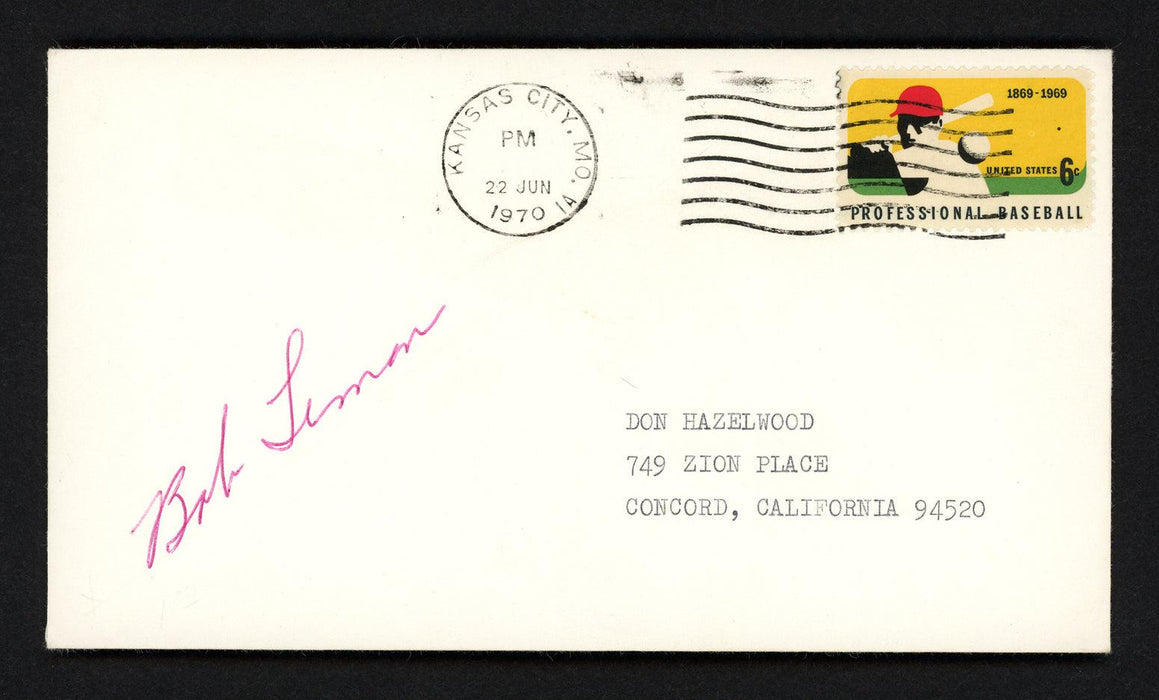 KANSAS CITY, MO.
PM
22 JUN
1970
1A
1869-1969
UNITED STATES 6c
PROFESSIONAL BASEBALL
Bob Lemon
DON HAZELWOOD
749 ZION PLACE
CONCORD, CALIFORNIA 94520